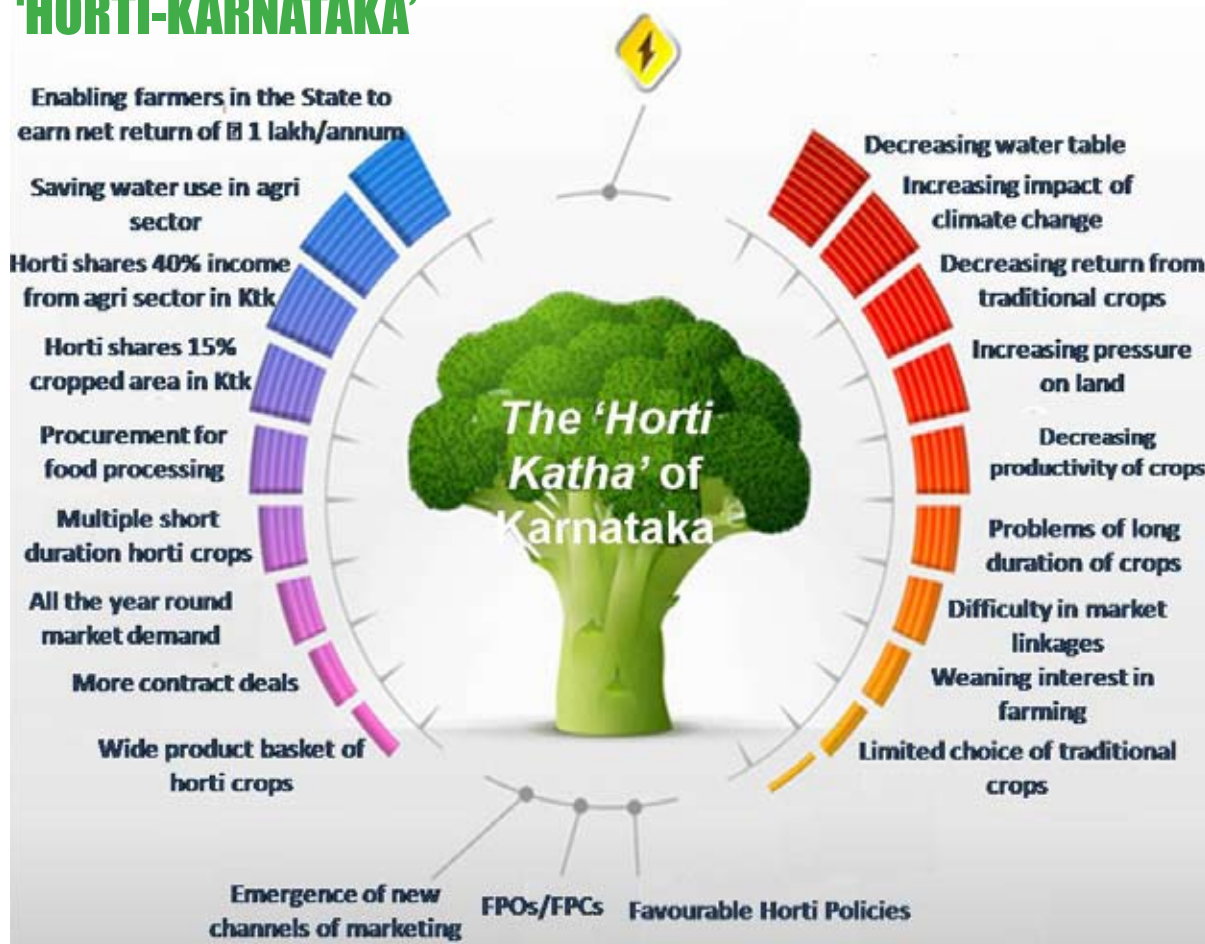 'HORTI-KARNATAKA'
Enabling farmers in the State to
earn net return of 1 lakh/annum
Saving water use in agri
sector
Horti shares 40% income
from agri sector in Ktk
Horti shares 15%
cropped area in Ktk
Procurement for
food processing
Multiple short
duration horti crops
All the year round
market demand
More contract deals
Wide product basket of
horti crops
The 'Horti
Katha' of
Karnataka
Decreasing water table
Increasing impact of
climate change
Decreasing return from
traditional crops
Increasing pressure
on land
Decreasing
productivity of crops
Problems of long
duration of crops
Difficulty in market
linkages
Weaning interest in
farming
Limited choice of traditional
crops
Emergence of new
channels of marketing
FPOs/FPCs
Favourable Horti Policies